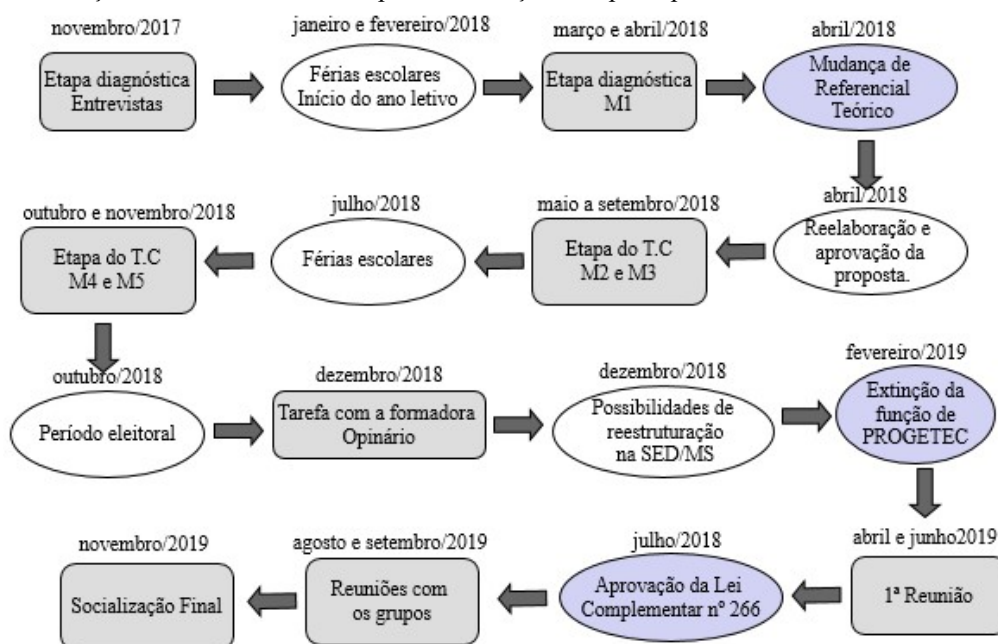 novembro/2017
janeiro e fevereiro/2018
março e abril/2018
abril/2018
Etapa diagnóstica
Entrevistas
Férias escolares
Início do ano letivo
Etapa diagnóstica
M1
Mudança de
Referencial
Teórico
outubro e novembro/2018
julho/2018
maio a setembro/2018
abril/2018
Etapa do T.C
M4 e M5
Férias escolares
Etapa do T.C
M2 e M3
Reelaboração e
aprovação da
proposta.
outubro/2018
dezembro/2018
dezembro/2018
fevereiro/2019
Período eleitoral
Tarefa com a formadora
Opinário
Possibilidades de
reestruturação
na SED/MS
Extinção da
função de
PROGETEC
novembro/2019
agosto e setembro/2019
julho/2018
abril e junho2019
Socialização Final
Reuniões com
os grupos
Aprovação da Lei
Complementar nº 266
1ª Reunião